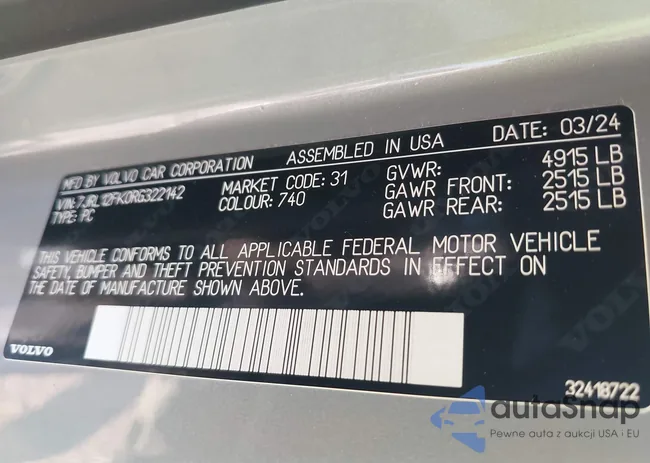 MFD BY VOLVO CAR CORPORATION ASSEMBLED IN USA DATE: 03/24
VIN: 7JRL12FK0RG322142 MARKET CODE: 31 GVWR: 4915 LB
TYPE: PC COLOUR: 740 GAWR FRONT: 2515 LB
GAWR REAR: 2515 LB
THIS VEHICLE CONFORMS TO ALL APPLICABLE FEDERAL MOTOR VEHICLE
SAFETY, BUMPER AND THEFT PREVENTION STANDARDS IN EFFECT ON
THE DATE OF MANUFACTURE SHOWN ABOVE.
VOLVO
32418722
autoSnap
Pewne auta z aukcji USA i EU